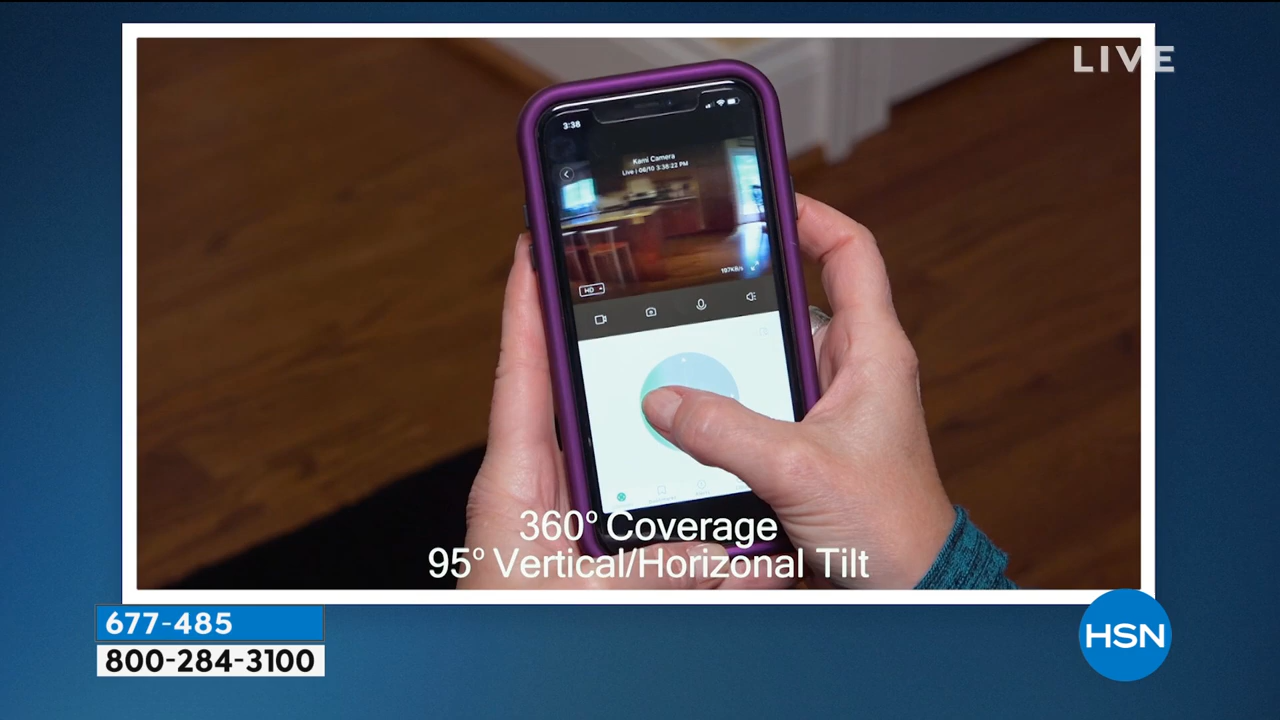 LIVE
3:38
Kami Camera
Live | 08/10 3:38:22 PM
197KB/s
HD
360° Coverage
95° Vertical/Horizonal Tilt
677-485
800-284-3100
HSN